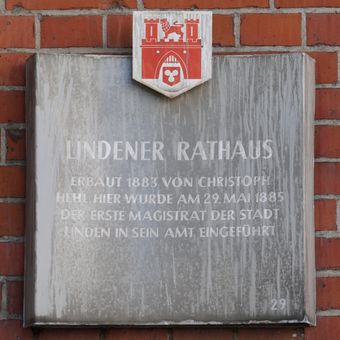 LINDENER RATHAUS
ERBAUT 1883 VON CHRISTOPH
HEHL HIER WURDE AM 29. MAI 1885
DER ERSTE MAGISTRAT DER STADT
LINDEN IN SEIN AMT EINGEFÜHRT
29